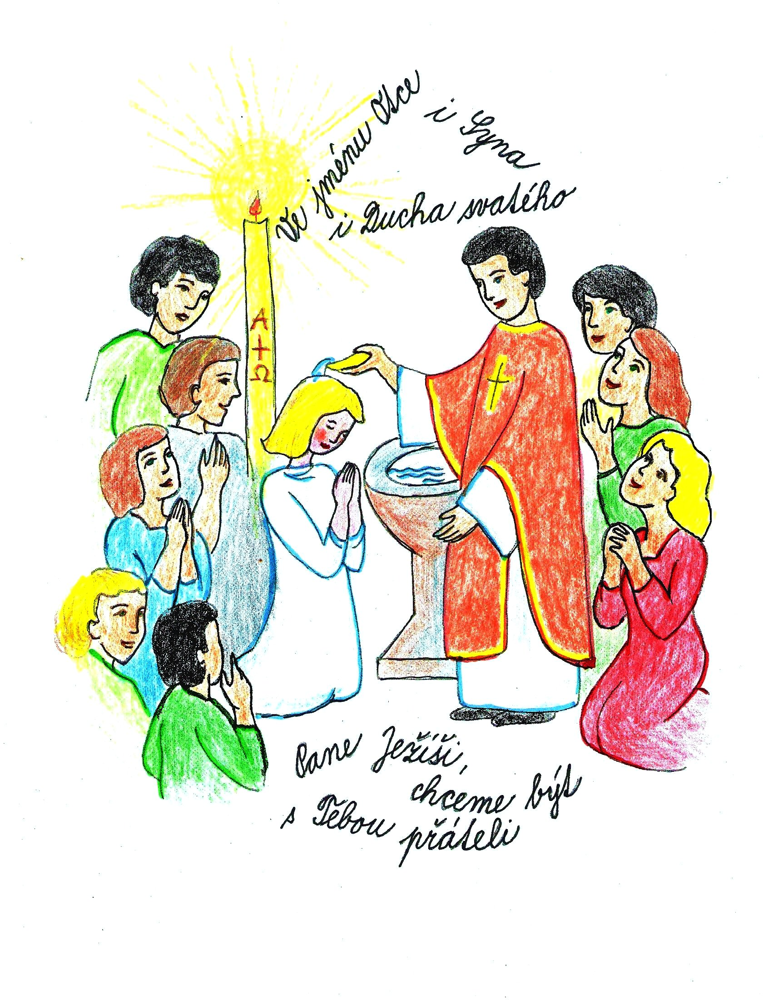 Ve jménu Otce i Syna
i Ducha svatého
Α
Ω
Pane Ježíši,
chceme být
s Tebou přáteli